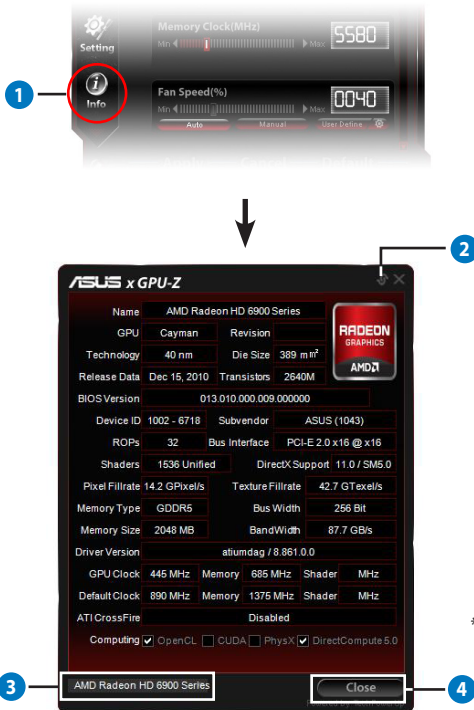 Memory Clock(MHz)
Min Max 5580
Setting
1
Info
Fan Speed(%)
Min Max 0040
Auto Manual User Define
2
ASUS x GPU-Z
Name AMD Radeon HD 6900 Series
GPU Cayman Revision
RADEON
GRAPHICS
AMD
Technology 40 nm Die Size 389 mm²
Release Data Dec 15, 2010 Transistors 2640M
BIOS Version 013.010.000.009.000000
Device ID 1002 - 6718 Subvendor ASUS (1043)
ROPs 32 Bus Interface PCI-E 2.0 x16 @ x16
Shaders 1536 Unified DirectX Support 11.0 / SM5.0
Pixel Fillrate 14.2 GPixel/s Texture Fillrate 42.7 GTexel/s
Memory Type GDDR5 Bus Width 256 Bit
Memory Size 2048 MB BandWidth 87.7 GB/s
Driver Version atiumdag / 8.861.0.0
GPU Clock 445 MHz Memory 685 MHz Shader MHz
Default Clock 890 MHz Memory 1375 MHz Shader MHz
ATI CrossFire Disabled
Computing OpenCL CUDA PhysX DirectCompute 5.0
*
3 AMD Radeon HD 6900 Series Close 4